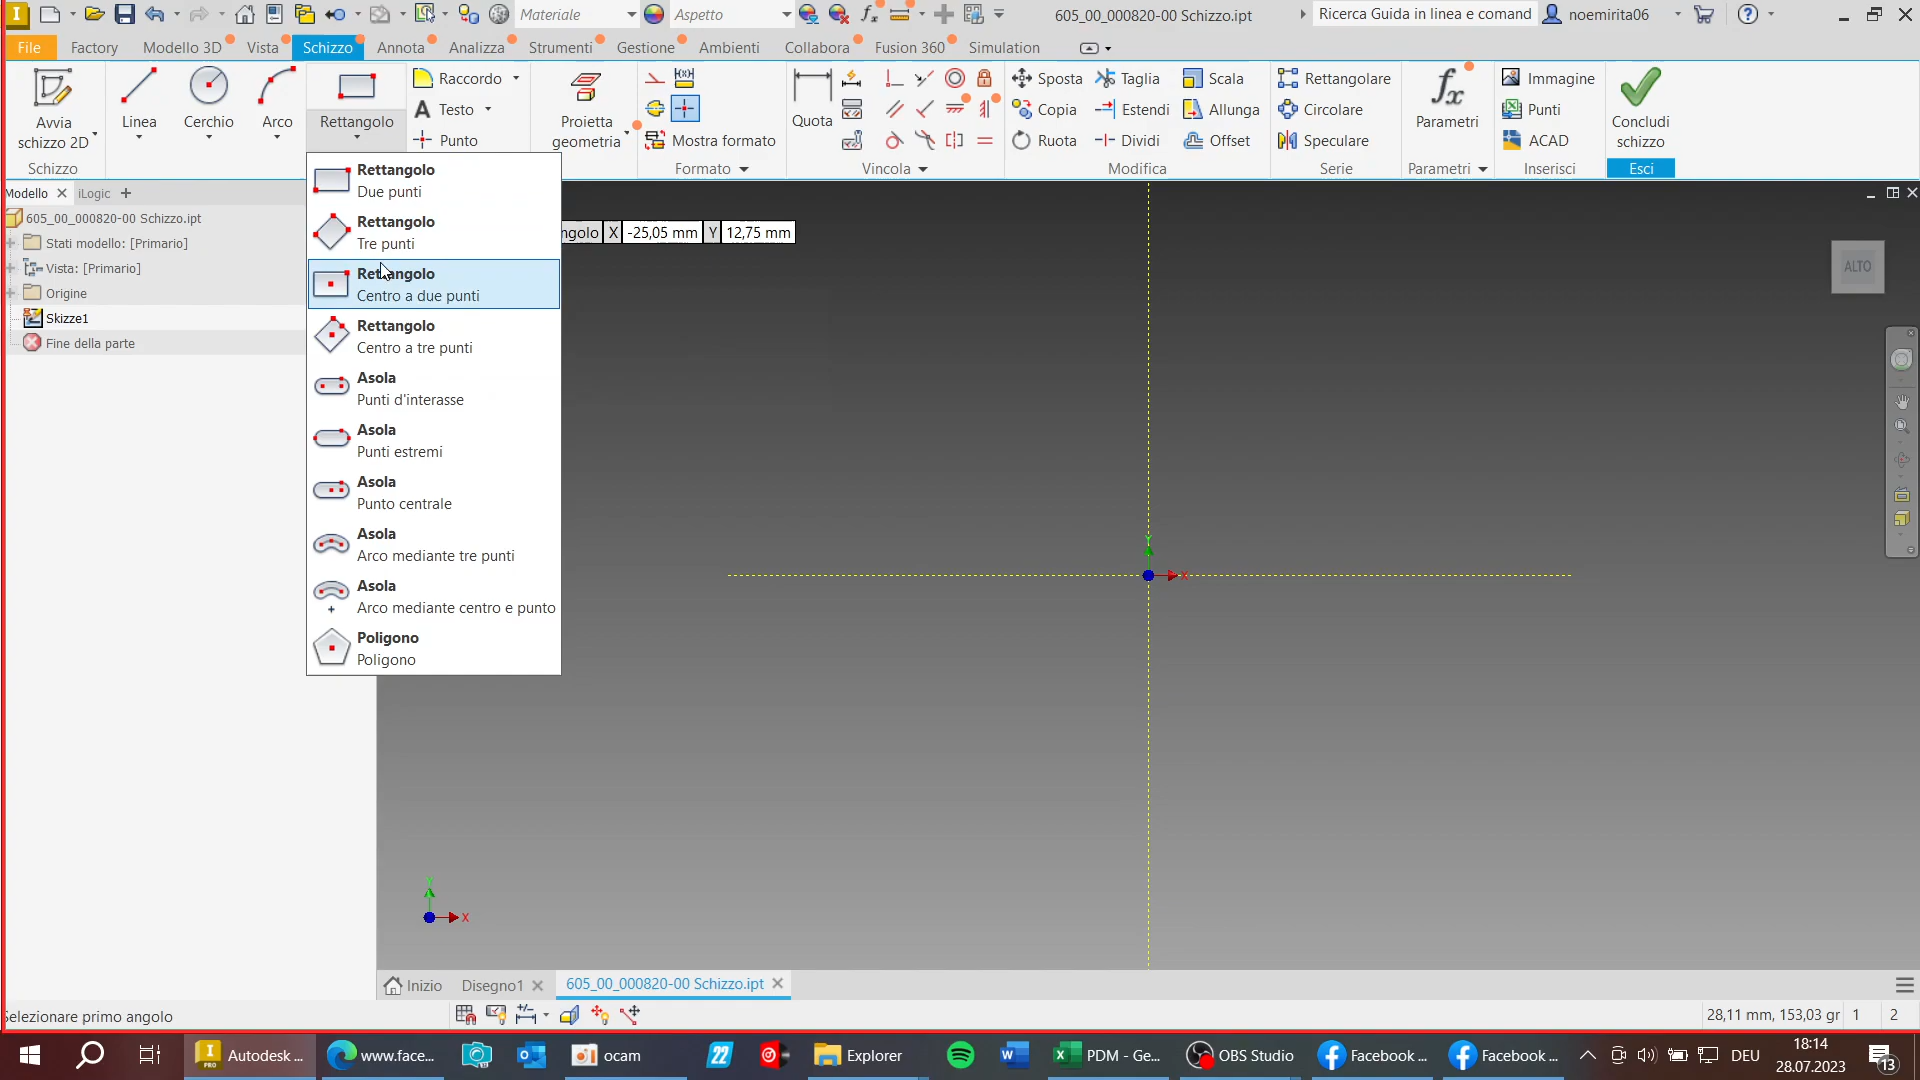 Materiale
Aspetto
605_00_000820-00 Schizzo.ipt
Ricerca Guida in linea e comand
noemirita06
File
Factory
Modello 3D
Vista
Schizzo
Annota
Analizza
Strumenti
Gestione
Ambienti
Collabora
Fusion 360
Simulation
Avvia
schizzo 2D
Linea
Cerchio
Arco
Rettangolo
Raccordo
Testo
Punto
Proietta
geometria
Mostra formato
Quota
Sposta
Copia
Ruota
Taglia
Estendi
Dividi
Scala
Allunga
Offset
Rettangolare
Circolare
Speculare
Parametri
Immagine
Punti
ACAD
Concludi
schizzo
Schizzo
Formato
Vincola
Modifica
Serie
Parametri
Inserisci
Esci
Modello
iLogic
605_00_000820-00 Schizzo.ipt
Stati modello: [Primario]
Vista: [Primario]
Origine
Skizze1
Fine della parte
Rettangolo
Due punti
Rettangolo
Tre punti
Rettangolo
Centro a due punti
Rettangolo
Centro a tre punti
Asola
Punti d'interasse
Asola
Punti estremi
Asola
Punto centrale
Asola
Arco mediante tre punti
Asola
Arco mediante centro e punto
Poligono
Poligono
ngolo X -25,05 mm Y 12,75 mm
ALTO
Y
X
Y
X
Inizio
Disegno1
605_00_000820-00 Schizzo.ipt
Selezionare primo angolo
28,11 mm, 153,03 gr 1 2
Autodesk ...
www.face...
ocam
22
Explorer
PDM - Ge...
OBS Studio
Facebook ...
Facebook ...
DEU
18:14
28.07.2023
13